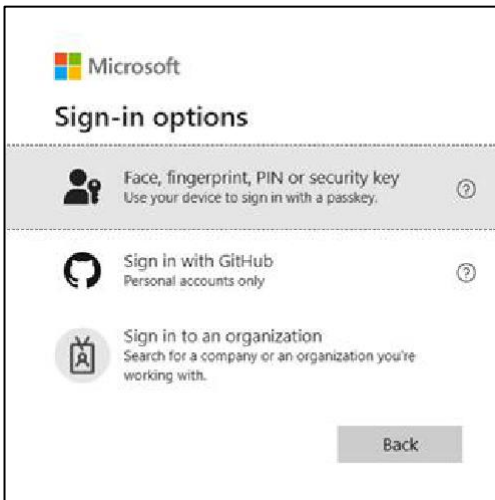 Microsoft
Sign-in options
Face, fingerprint, PIN or security key
Use your device to sign in with a passkey.
Sign in with GitHub
Personal accounts only
Sign in to an organization
Search for a company or an organization you're
working with.
Back